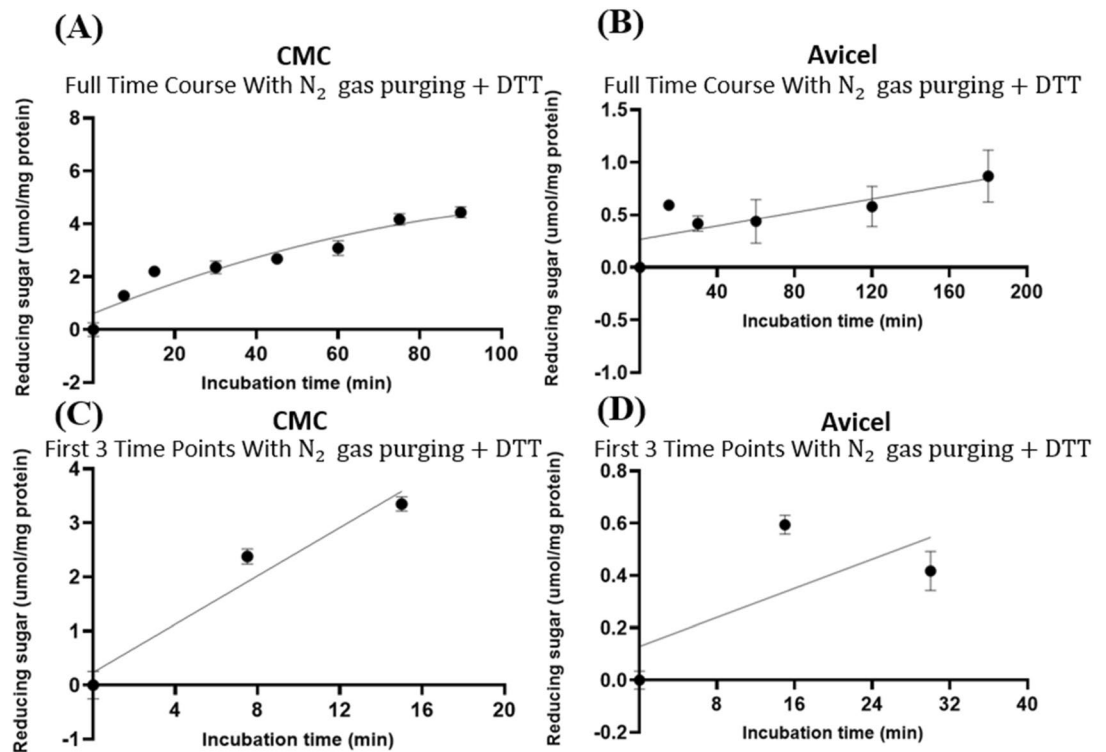 (A)
CMC
Full Time Course With N₂ gas purging + DTT
Reducing sugar (umol/mg protein)
8
6
4
2
0
-2
20
40
60
80
100
Incubation time (min)
(B)
Avicel
Full Time Course With N₂ gas purging + DTT
Reducing sugar (umol/mg protein)
1.5
1.0
0.5
0.0
-0.5
-1.0
40
80
120
160
200
Incubation time (min)
(C)
CMC
First 3 Time Points With N₂ gas purging + DTT
Reducing sugar (umol/mg protein)
4
3
2
1
0
-1
4
8
12
16
20
Incubation time (min)
(D)
Avicel
First 3 Time Points With N₂ gas purging + DTT
Reducing sugar (umol/mg protein)
0.8
0.6
0.4
0.2
0.0
-0.2
8
16
24
32
40
Incubation time (min)